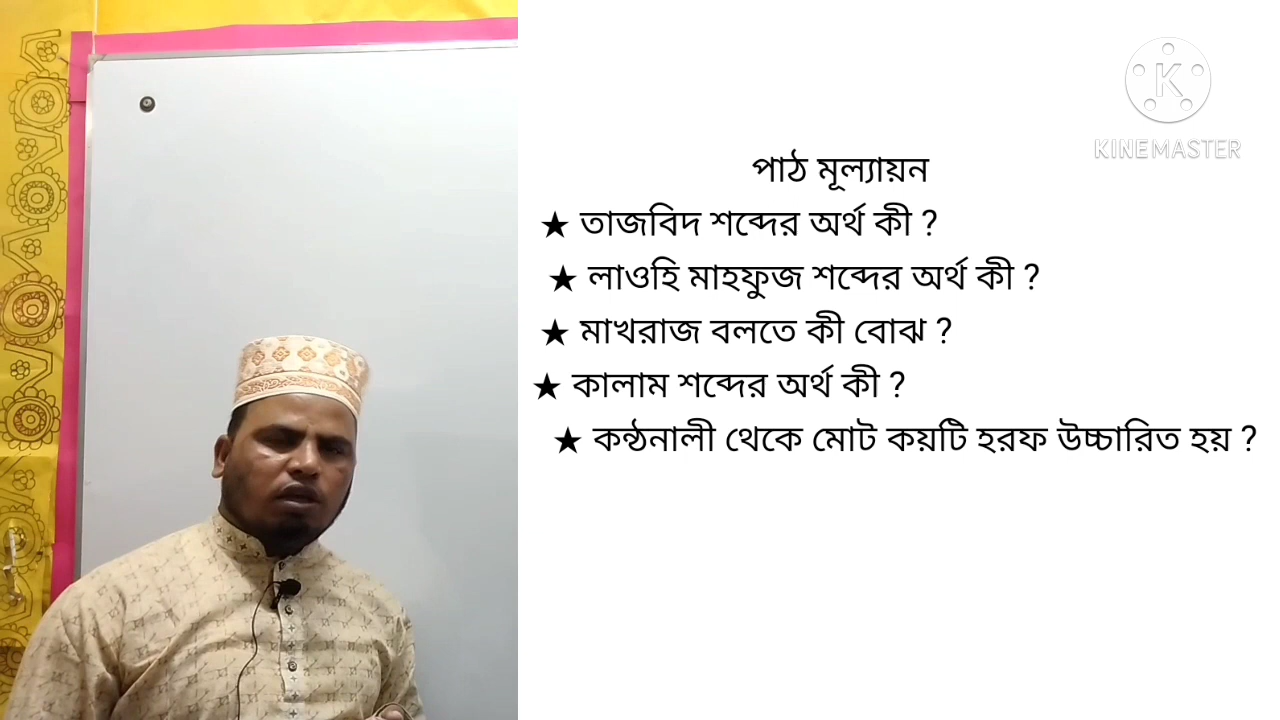 KINEMASTER
পাঠ মূল্যায়ন
★ তাজবিদ শব্দের অর্থ কী ?
★ লাওহি মাহফুজ শব্দের অর্থ কী ?
★ মাখরাজ বলতে কী বোঝ ?
★ কালাম শব্দের অর্থ কী ?
★ কন্ঠনালী থেকে মোট কয়টি হরফ উচ্চারিত হয় ?